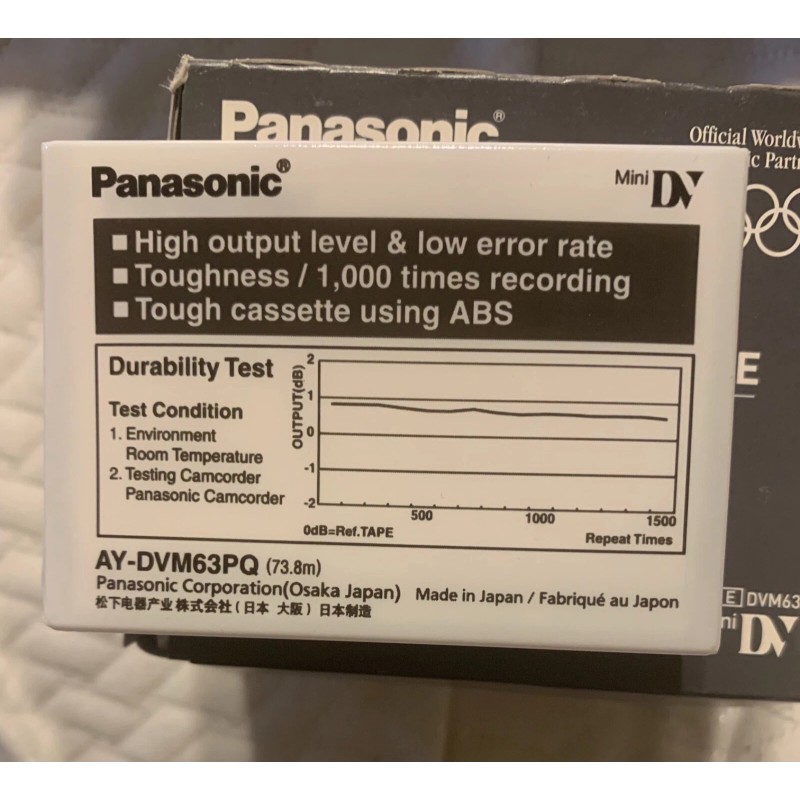 Panasonic®
Official Worldw
c Partn
Panasonic®
Mini DV
■ High output level & low error rate
■ Toughness / 1,000 times recording
■ Tough cassette using ABS
Durability Test
Test Condition
1. Environment
Room Temperature
2. Testing Camcorder
Panasonic Camcorder
OUTPUT(dB)
2
1
0
-1
-2
500
1000
1500
0dB=Ref.TAPE
Repeat Times
AY-DVM63PQ (73.8m)
Panasonic Corporation(Osaka Japan)
Made in Japan / Fabriqué au Japon
松下电器产业株式会社(日本 大阪) 日本制造
E
E DVM63
ni DV